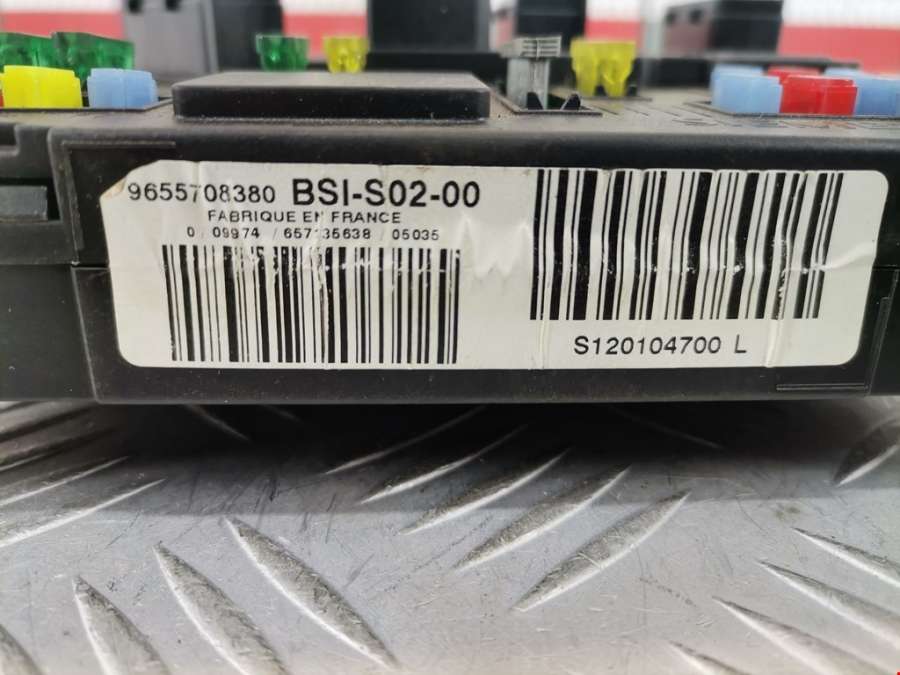 9655708380 BSI-S02-00
FABRIQUE EN FRANCE
0 / 09974 / 657135638 / 05035
S120104700 L